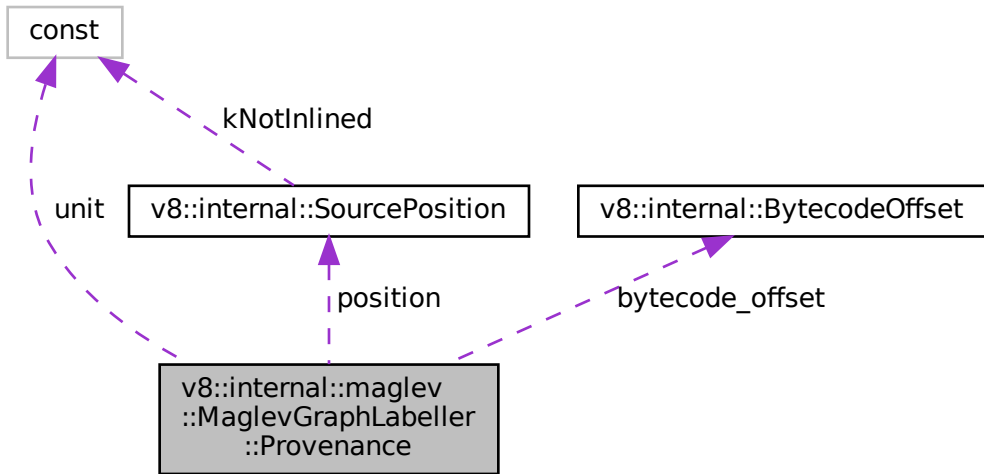 const
kNotInlined
unit
v8::internal::SourcePosition
v8::internal::BytecodeOffset
position
bytecode_offset
v8::internal::maglev
::MaglevGraphLabeller
::Provenance